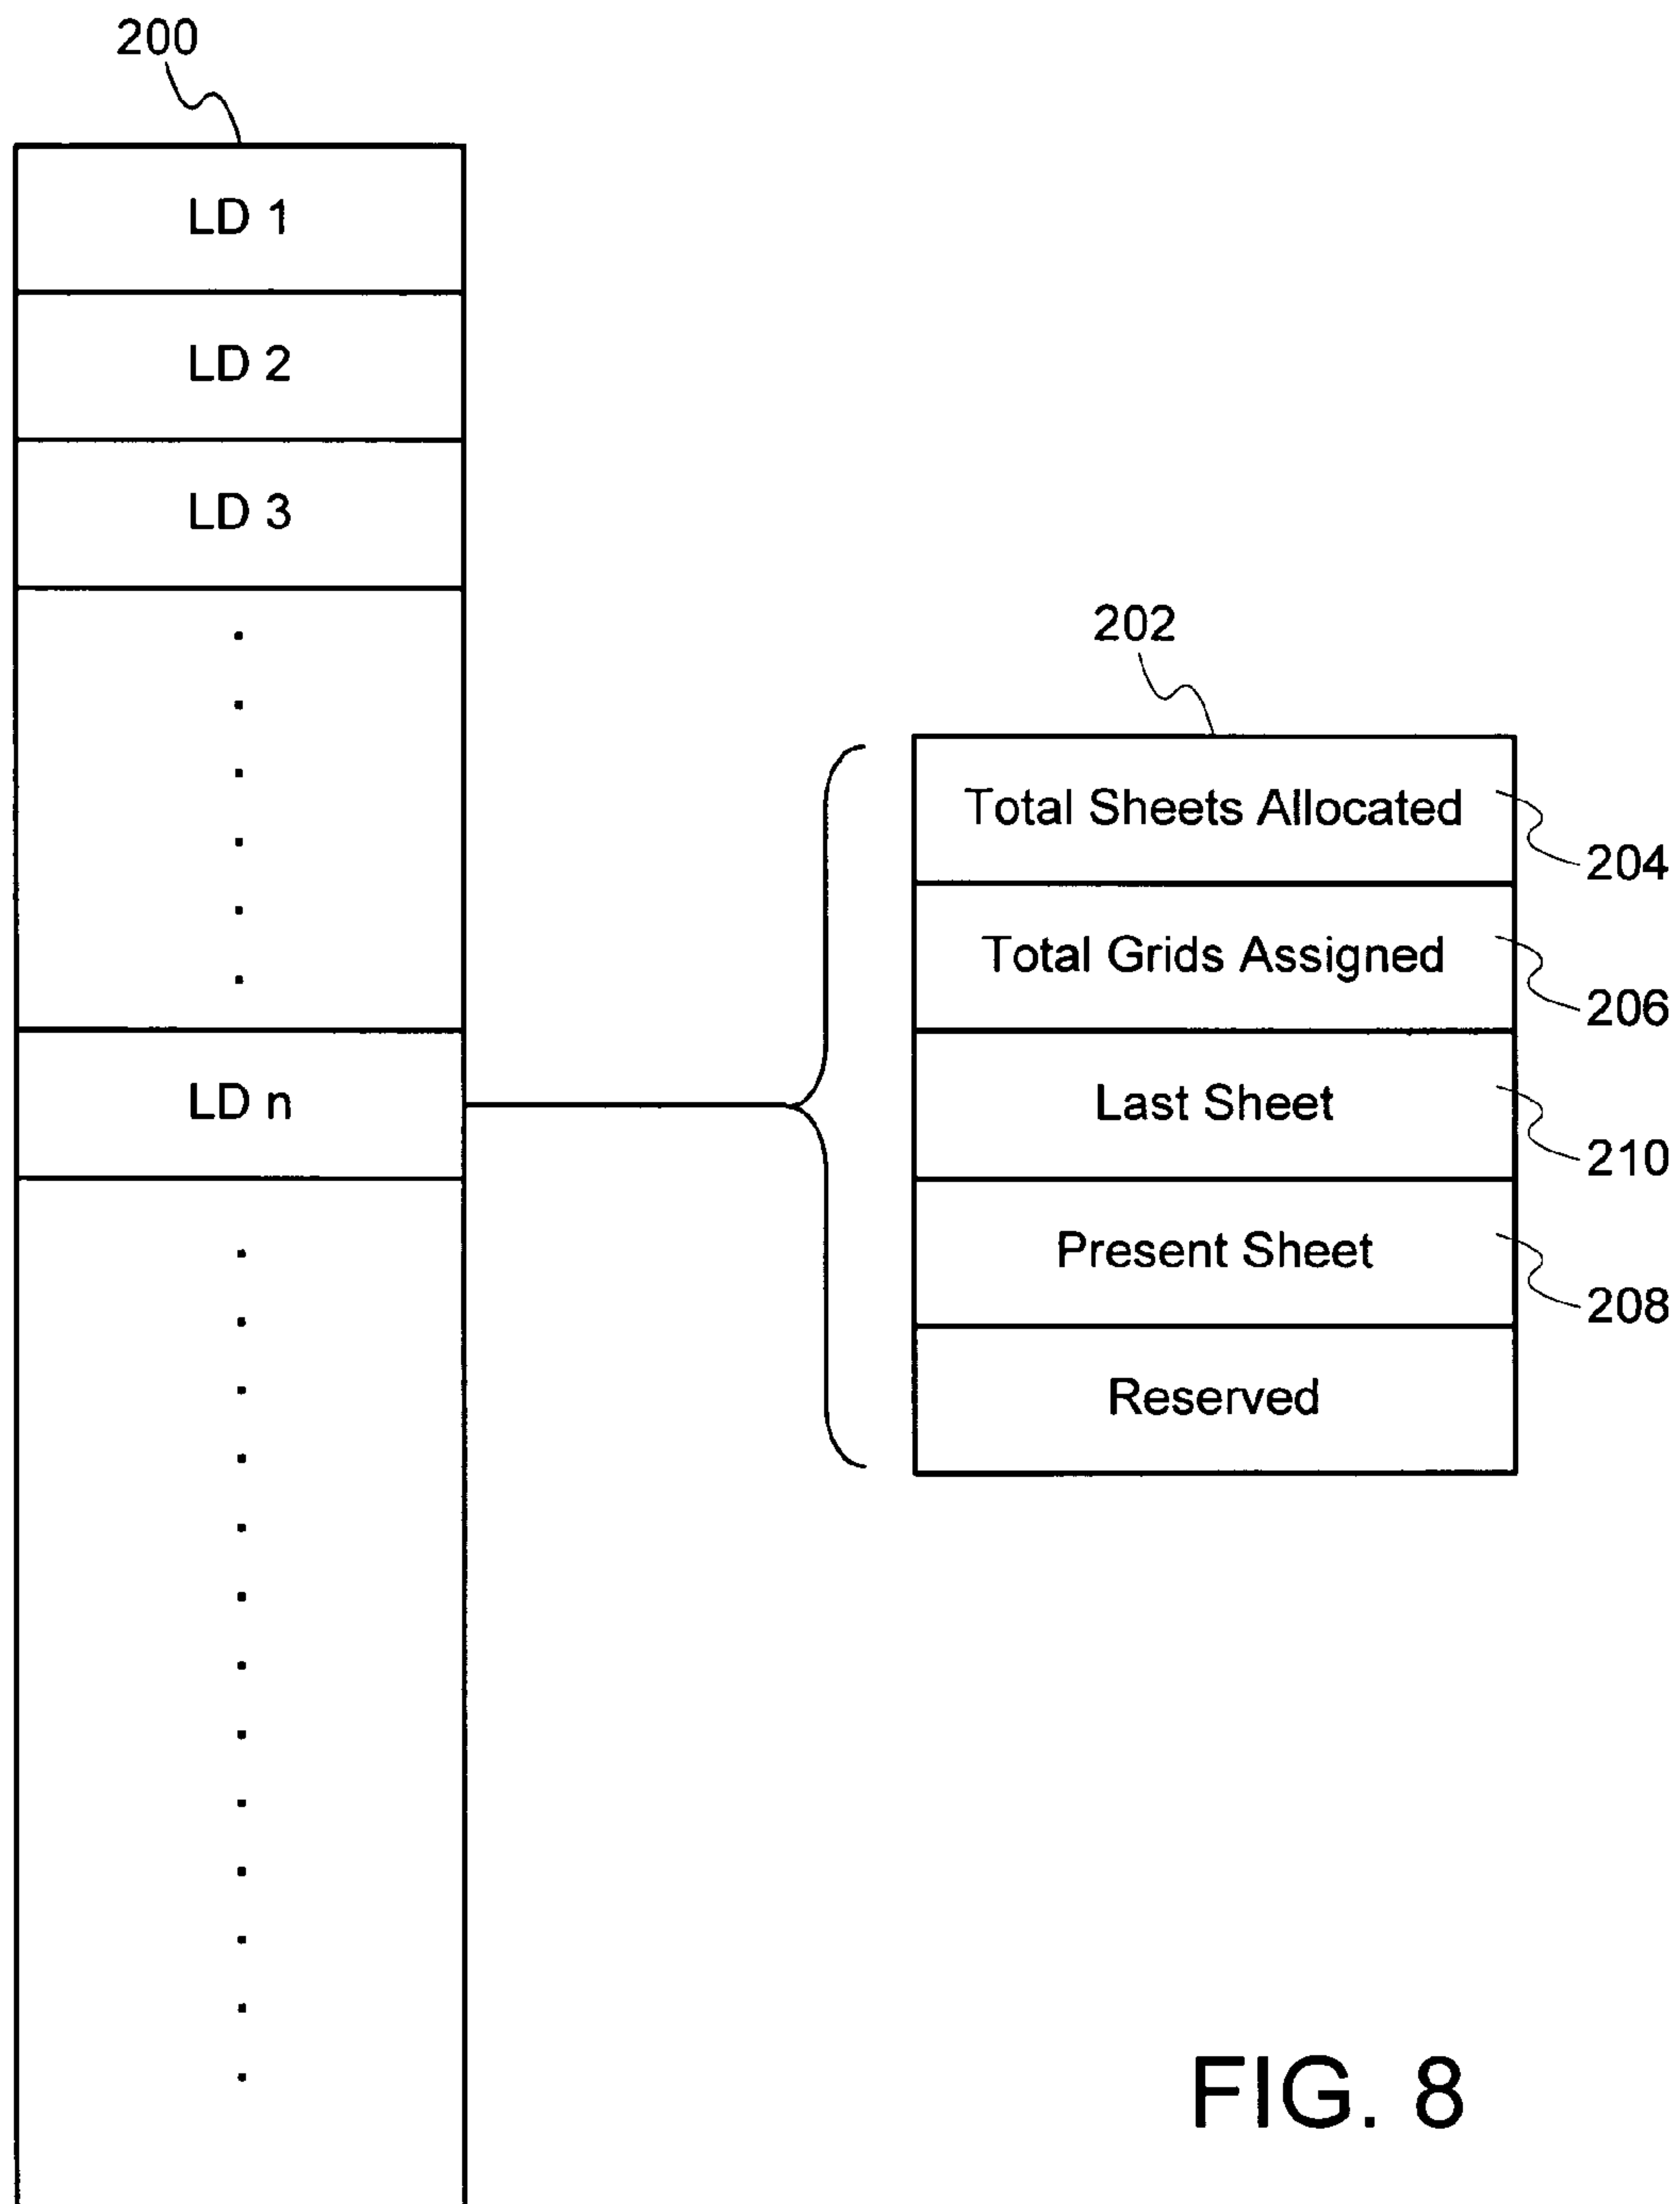 200
LD 1
LD 2
LD 3
LD n
202
Total Sheets Allocated
204
Total Grids Assigned
206
Last Sheet
210
Present Sheet
208
Reserved
FIG. 8